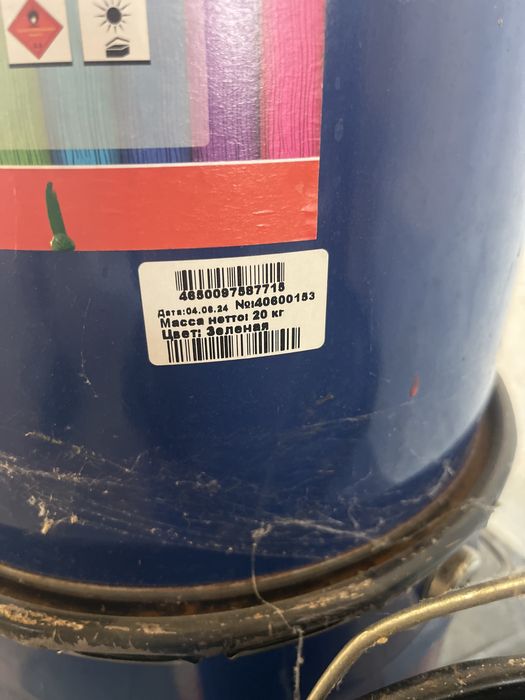 4650097587715
Дата:04.06.24 №:40600153
Масса нетто: 20 кг
Цвет: Зеленая